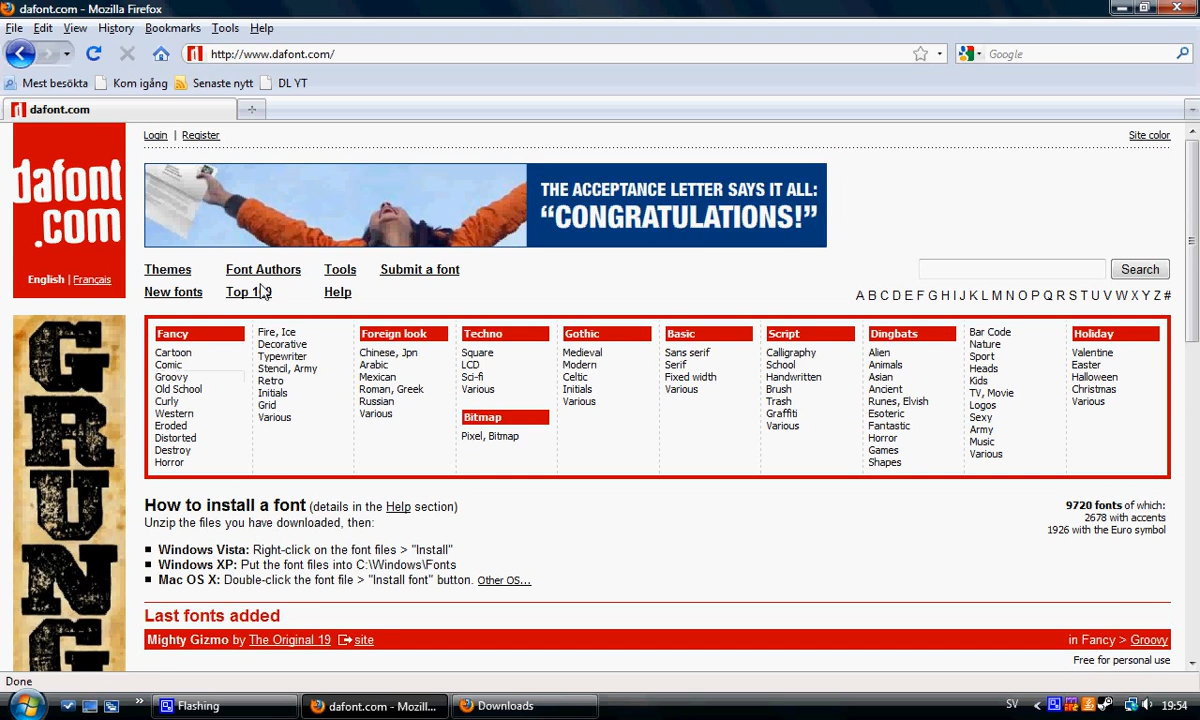 dafont.com - Mozilla Firefox
File Edit View History Bookmarks Tools Help
http://www.dafont.com/
Google
Mest besökta Kom igång Senaste nytt DL YT
dafont.com
Login | Register
Site color
dafont
.com
English | Français
THE ACCEPTANCE LETTER SAYS IT ALL:
“CONGRATULATIONS!”
Themes Font Authors Tools Submit a font
Search
New fonts Top Help
A B C D E F G H I J K L M N O P Q R S T U V W X Y Z #
GRUNG
Fancy
Cartoon
Comic
Groovy
Old School
Curly
Western
Eroded
Distorted
Destroy
Horror
Fire, Ice
Decorative
Typewriter
Stencil, Army
Retro
Initials
Grid
Various
Foreign look
Chinese, Jpn
Arabic
Mexican
Roman, Greek
Russian
Various
Techno
Square
LCD
Sci-fi
Various
Bitmap
Pixel, Bitmap
Gothic
Medieval
Modern
Celtic
Initials
Various
Basic
Sans serif
Serif
Fixed width
Various
Script
Calligraphy
School
Handwritten
Brush
Trash
Graffiti
Various
Dingbats
Alien
Animals
Asian
Ancient
Runes, Elvish
Esoteric
Fantastic
Horror
Games
Shapes
Bar Code
Nature
Sport
Heads
Kids
TV, Movie
Logos
Sexy
Army
Music
Various
Holiday
Valentine
Easter
Halloween
Christmas
Various
How to install a font (details in the Help section)
Unzip the files you have downloaded, then:
Windows Vista: Right-click on the font files > "Install"
Windows XP: Put the font files into C:\Windows\Fonts
Mac OS X: Double-click the font file > "Install font" button. Other OS...
9720 fonts of which:
2678 with accents
1926 with the Euro symbol
Last fonts added
Mighty Gizmo by The Original 19 site
in Fancy > Groovy
Free for personal use
Done
Flashing
dafont.com - Mozill...
Downloads
SV
19:54